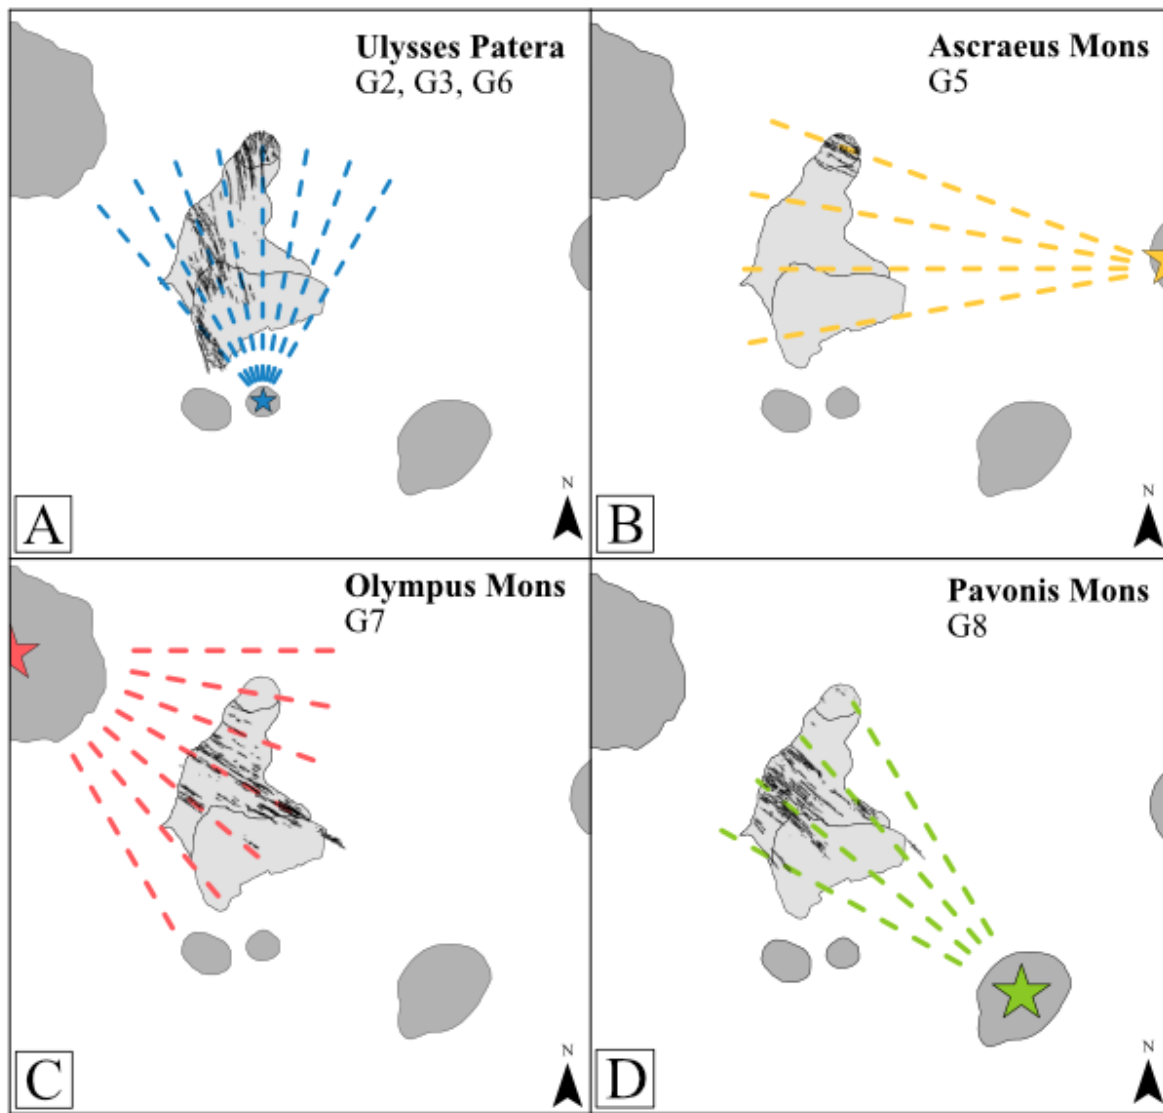 Ulysses Patera
G2, G3, G6
N
A
Ascraeus Mons
G5
N
B
Olympus Mons
G7
N
C
Pavonis Mons
G8
N
D